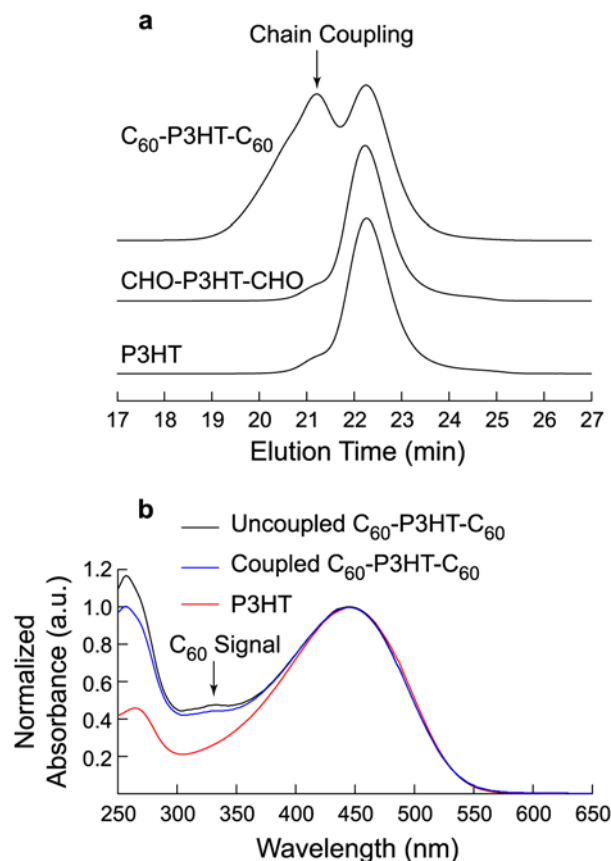 a
Chain Coupling
C₆₀-P3HT-C₆₀
CHO-P3HT-CHO
P3HT
17 18 19 20 21 22 23 24 25 26 27
Elution Time (min)
b
Uncoupled C₆₀-P3HT-C₆₀
Coupled C₆₀-P3HT-C₆₀
P3HT
C₆₀ Signal
Normalized
Absorbance (a.u.)
1.2
1.0
0.8
0.6
0.4
0.2
250 300 350 400 450 500 550 600 650
Wavelength (nm)